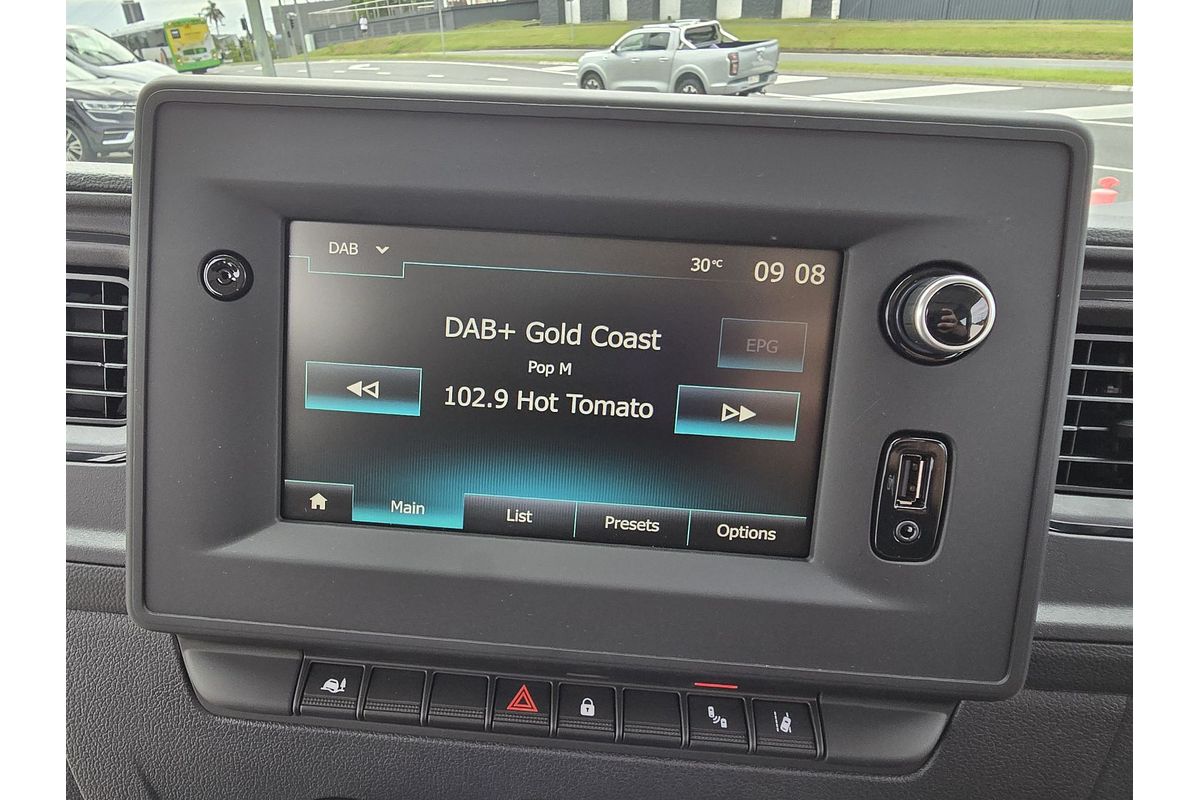 DAB
30°C
09 08
DAB+ Gold Coast
EPG
Pop M
102.9 Hot Tomato
Main
List
Presets
Options